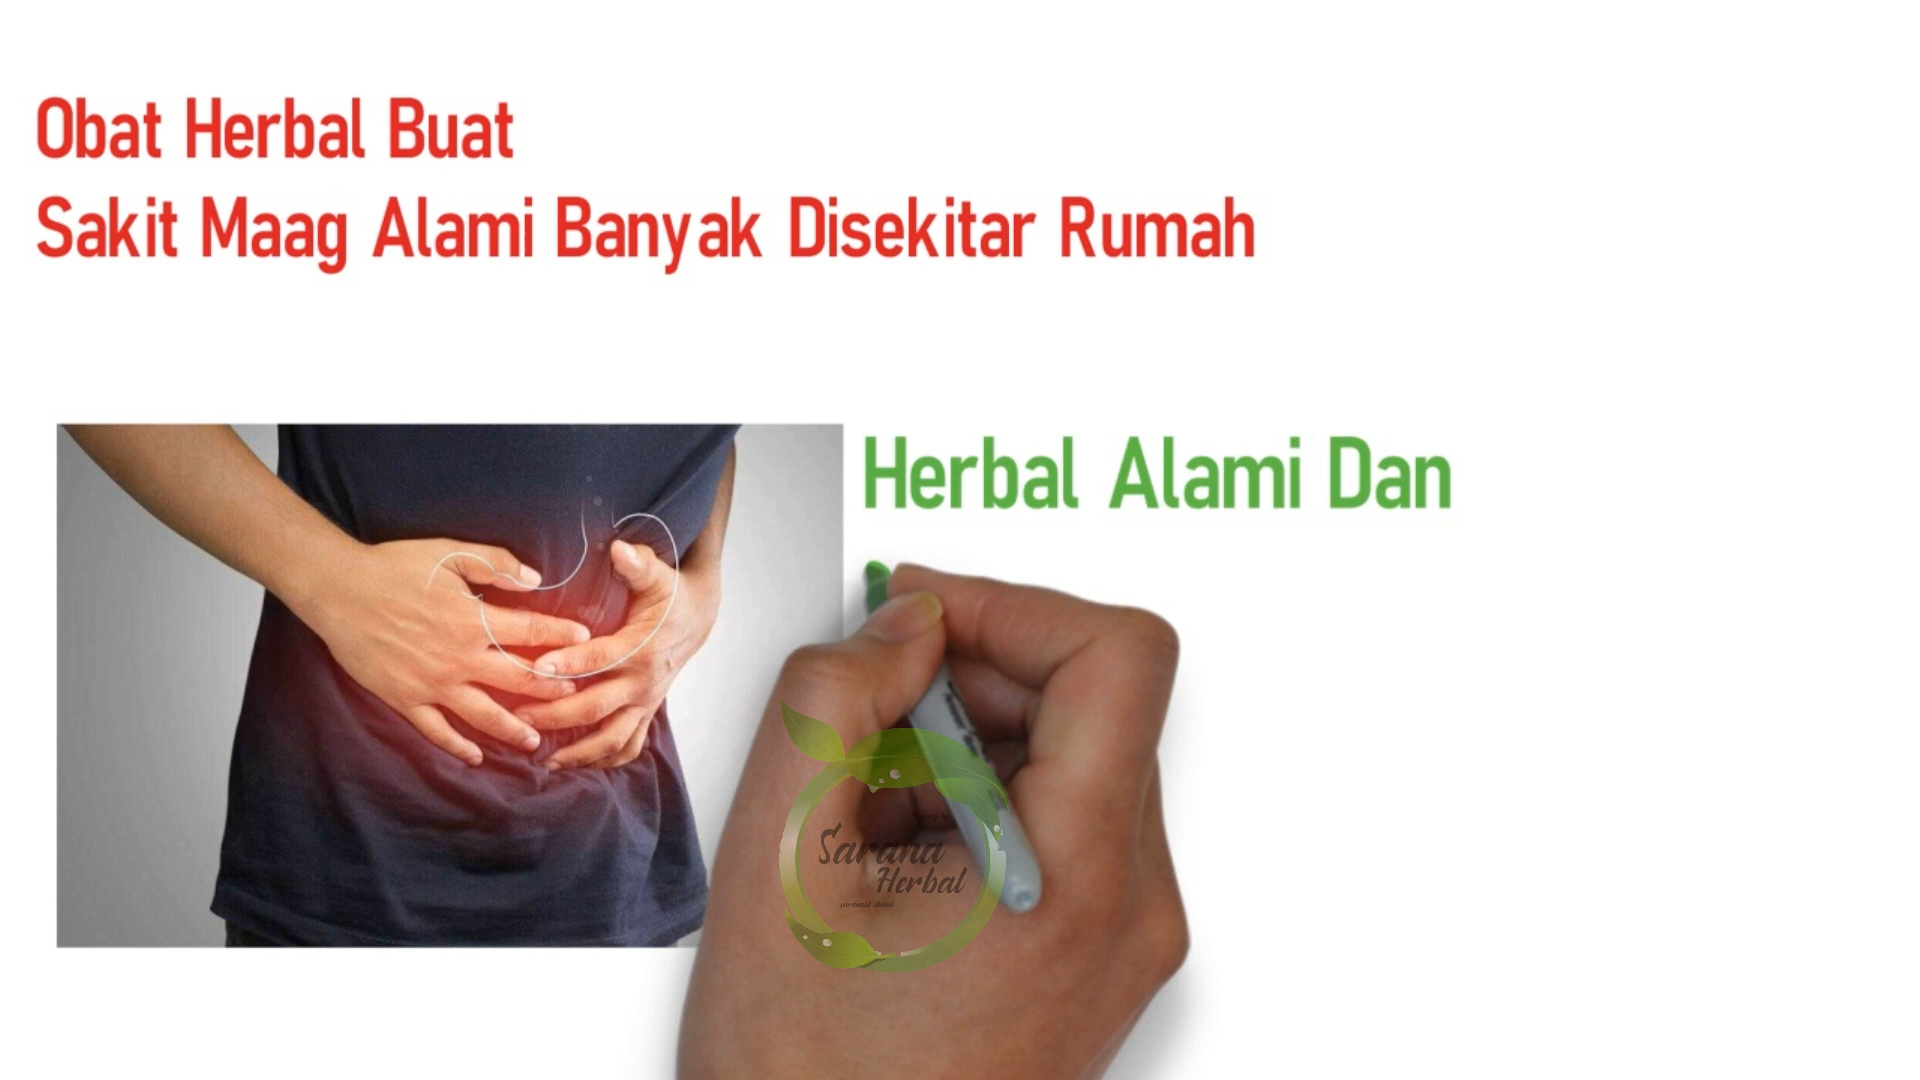 Obat Herbal Buat
Sakit Maag Alami Banyak Disekitar Rumah
Herbal Alami Dan
Sarana
Herbal